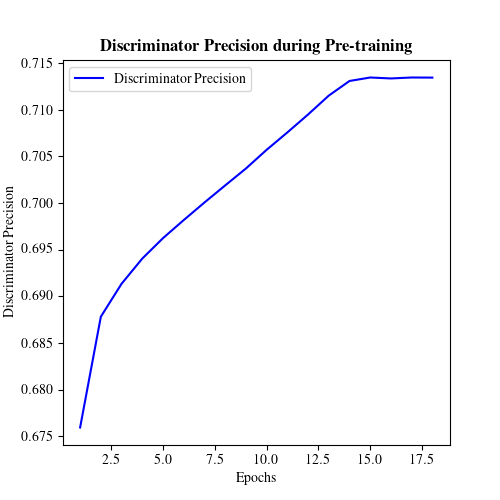 Discriminator Precision during Pre-training
Discriminator Precision
Discriminator Precision
0.715
0.710
0.705
0.700
0.695
0.690
0.685
0.680
0.675
2.5 5.0 7.5 10.0 12.5 15.0 17.5
Epochs